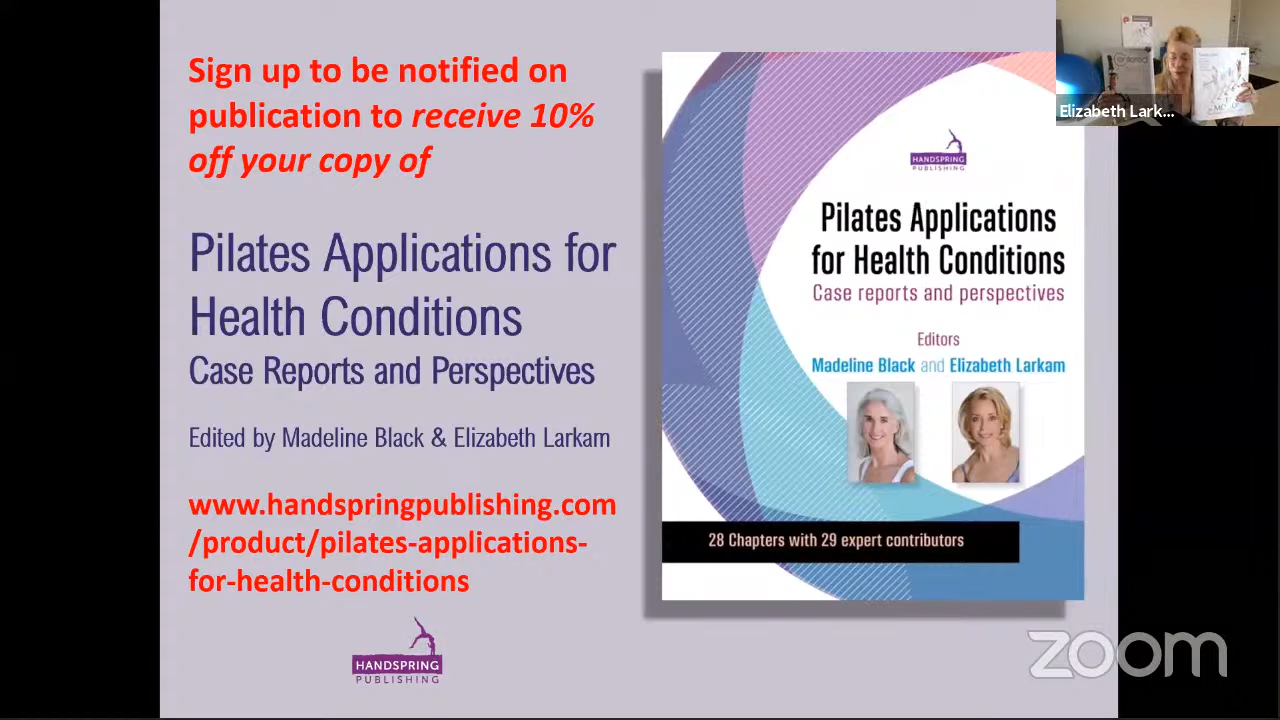 Sign up to be notified on
publication to receive 10%
off your copy of
Pilates Applications for
Health Conditions
Case Reports and Perspectives
Edited by Madeline Black & Elizabeth Larkam
www.handspringpublishing.com
/product/pilates-applications-
for-health-conditions
HANDSPRING
PUBLISHING
HANDSPRING
PUBLISHING
Pilates Applications
for Health Conditions
Case reports and perspectives
Editors
Madeline Black and Elizabeth Larkam
28 Chapters with 29 expert contributors
Elizabeth Lark...
zoom